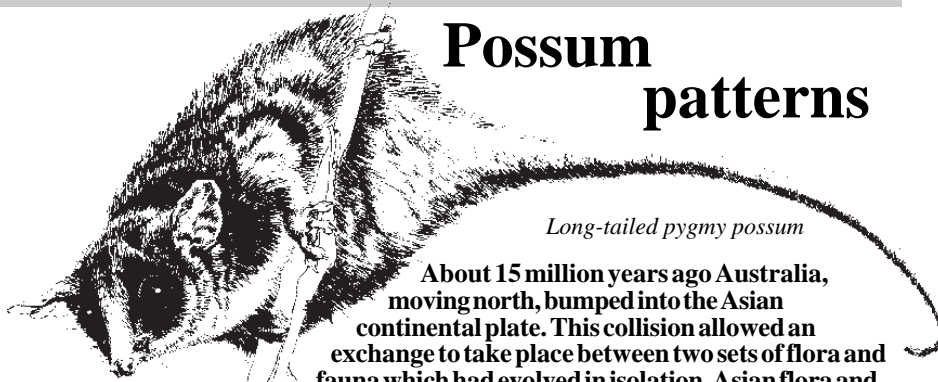 Possum
patterns
Long-tailed pygmy possum
About 15 million years ago Australia,
moving north, bumped into the Asian
continental plate. This collision allowed an
exchange to take place between two sets of flora and
fauna which had evolved in isolation. Asian flora and